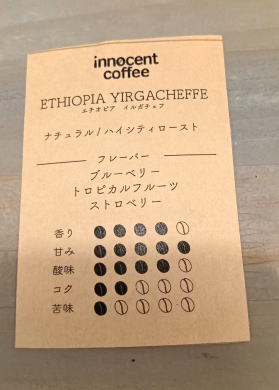 innocent
coffee
ETHIOPIA YIRGACHEFFE
エチオピア イルガチェフ
ナチュラル / ハイシティロースト
フレーバー
ブルーベリー
トロピカルフルーツ
ストロベリー
香り
甘み
酸味
コク
苦味